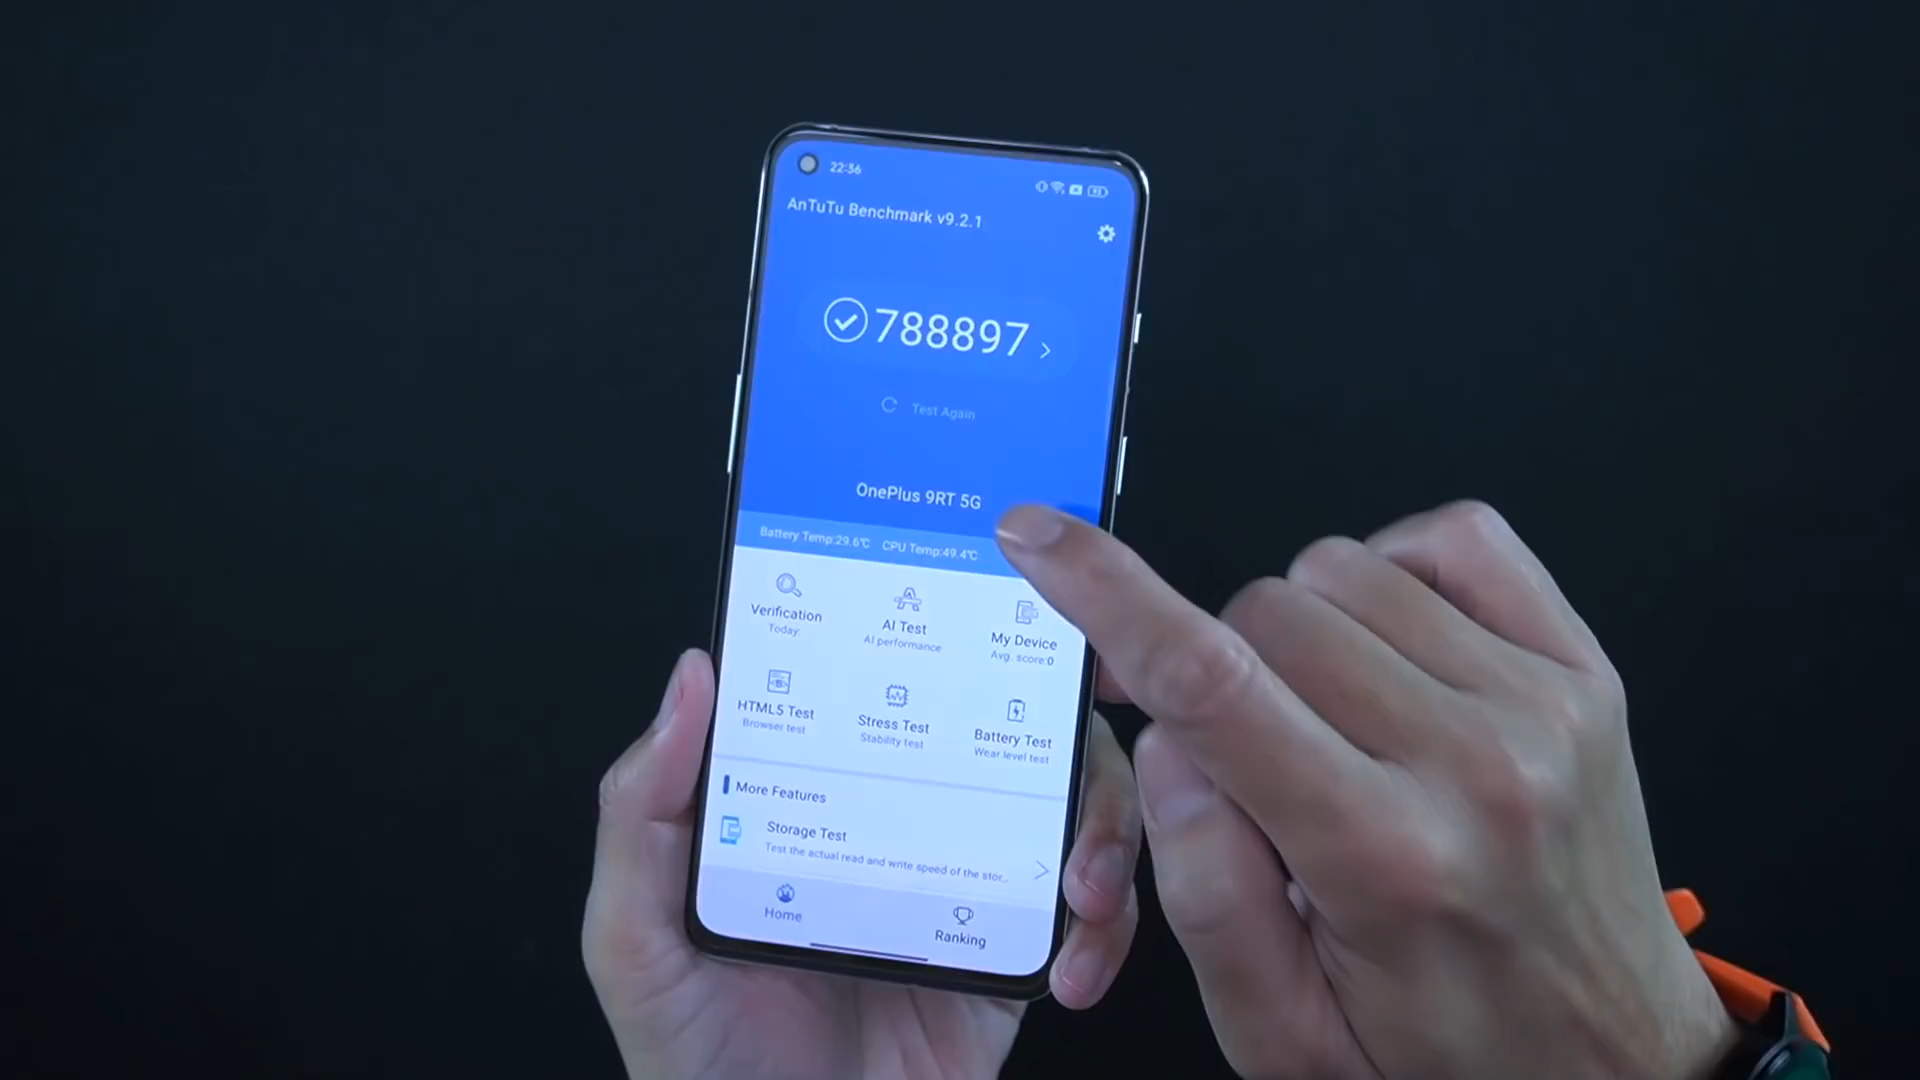 22:36
AnTuTu Benchmark v9.2.1
788897
Test Again
OnePlus 9RT 5G
Battery Temp:29.6℃ CPU Temp:49.4℃
Verification
Today
AI Test
AI performance
My Device
Avg. score:0
HTML5 Test
Browser test
Stress Test
Stability test
Battery Test
Wear level test
More Features
Storage Test
Test the actual read and write speed of the stor...
Home
Ranking